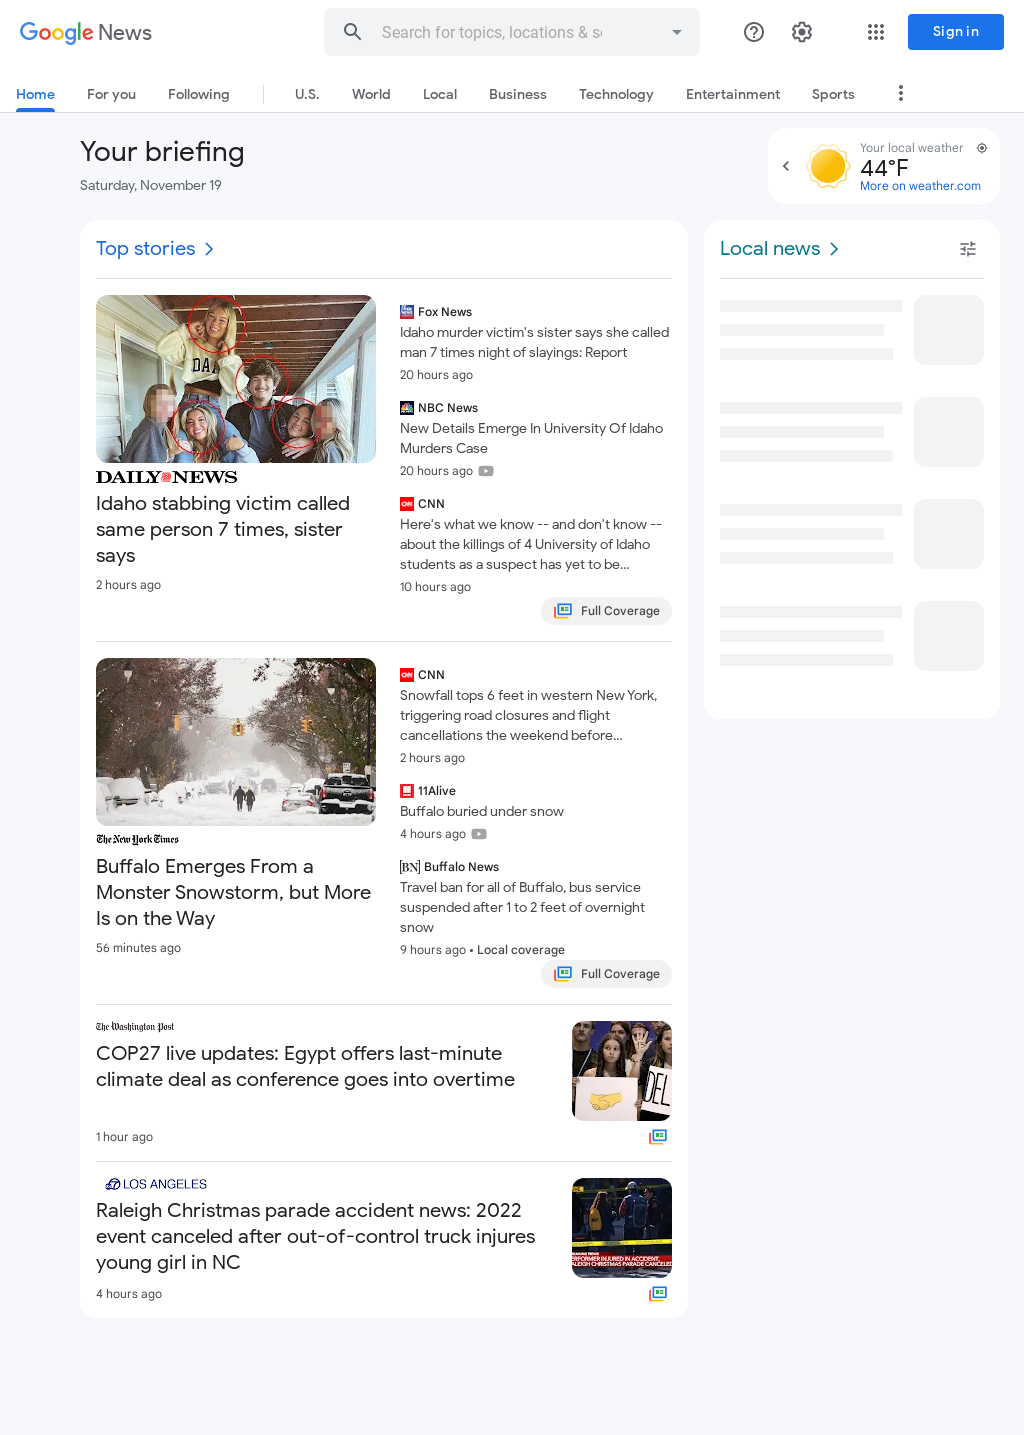 Google News
Search for topics, locations & so
Sign in
Home
For you
Following
U.S.
World
Local
Business
Technology
Entertainment
Sports
Your briefing
Saturday, November 19
Your local weather
44°F
More on weather.com
Top stories
DAILY NEWS
Idaho stabbing victim called
same person 7 times, sister
says
2 hours ago
Fox News
Idaho murder victim's sister says she called
man 7 times night of slayings: Report
20 hours ago
NBC News
New Details Emerge In University Of Idaho
Murders Case
20 hours ago
CNN
Here's what we know -- and don't know --
about the killings of 4 University of Idaho
students as a suspect has yet to be...
10 hours ago
Full Coverage
The New York Times
Buffalo Emerges From a
Monster Snowstorm, but More
Is on the Way
56 minutes ago
CNN
Snowfall tops 6 feet in western New York,
triggering road closures and flight
cancellations the weekend before...
2 hours ago
11Alive
Buffalo buried under snow
4 hours ago
BN Buffalo News
Travel ban for all of Buffalo, bus service
suspended after 1 to 2 feet of overnight
snow
9 hours ago • Local coverage
Full Coverage
The Washington Post
COP27 live updates: Egypt offers last-minute
climate deal as conference goes into overtime
DEL
1 hour ago
7 LOS ANGELES
Raleigh Christmas parade accident news: 2022
event canceled after out-of-control truck injures
young girl in NC
BREAKING NEWS
PERFORMER INJURED IN ACCIDENT,
RALEIGH CHRISTMAS PARADE CANCELED
4 hours ago
Local news